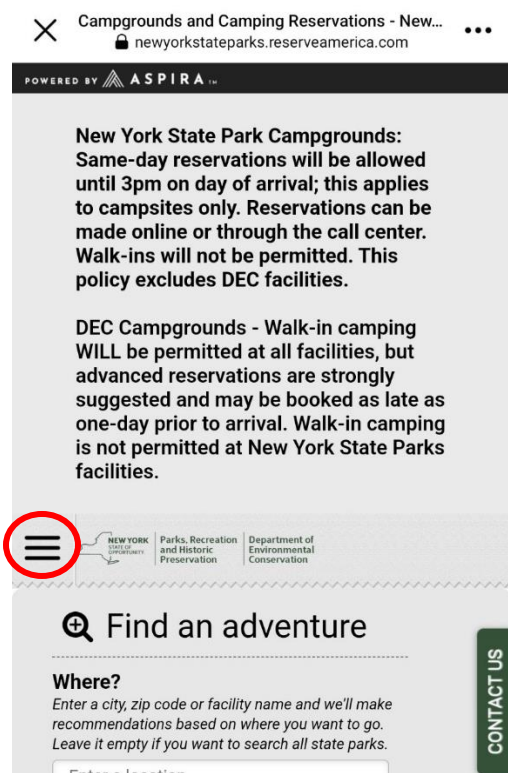 Campgrounds and Camping Reservations - New...
newyorkstateparks.reserveamerica.com
POWERED BY ASPIRA™
New York State Park Campgrounds:
Same-day reservations will be allowed
until 3pm on day of arrival; this applies
to campsites only. Reservations can be
made online or through the call center.
Walk-ins will not be permitted. This
policy excludes DEC facilities.
DEC Campgrounds - Walk-in camping
WILL be permitted at all facilities, but
advanced reservations are strongly
suggested and may be booked as late as
one-day prior to arrival. Walk-in camping
is not permitted at New York State Parks
facilities.
NEW YORK
STATE OF
OPPORTUNITY
Parks, Recreation
and Historic
Preservation
Department of
Environmental
Conservation
Find an adventure
Where?
Enter a city, zip code or facility name and we'll make
recommendations based on where you want to go.
Leave it empty if you want to search all state parks.
Enter a location
CONTACT US